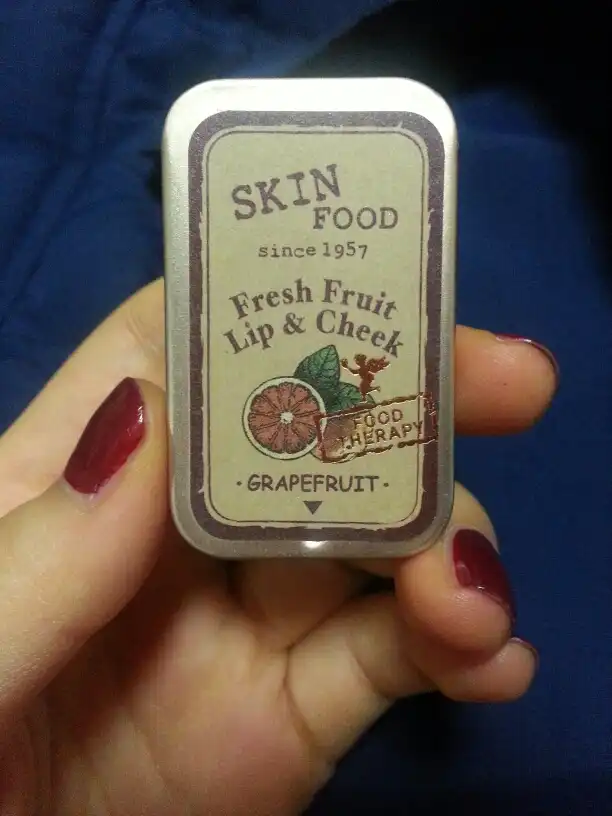 SKIN
FOOD
since 1957
Fresh Fruit
Lip & Cheek
FOOD
THERAPY
·GRAPEFRUIT·